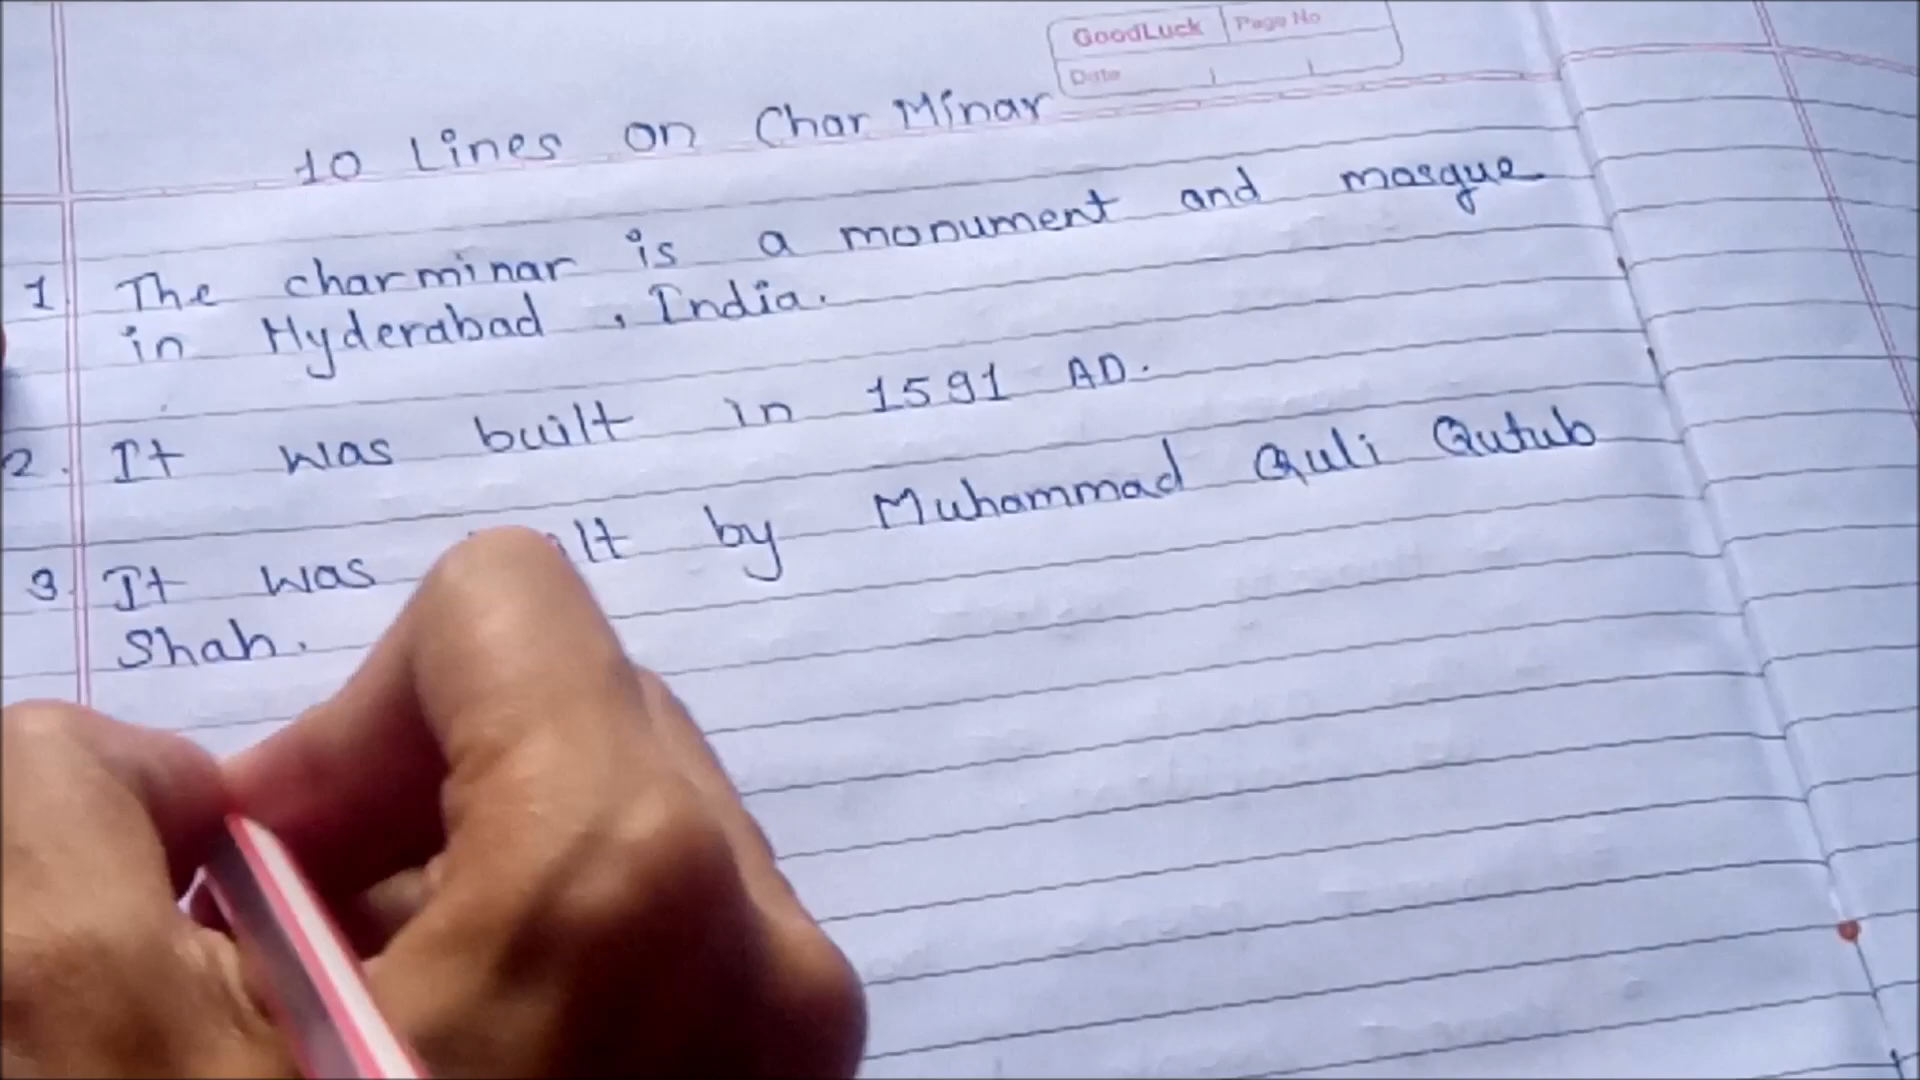 GoodLuck Page No
Date
10 Lines on Char Minar
1. The charminar is a monument and mosque
in Hyderabad, India.
2. It was built in 1591 AD.
3. It was by Muhammad Quli Qutub
Shah.